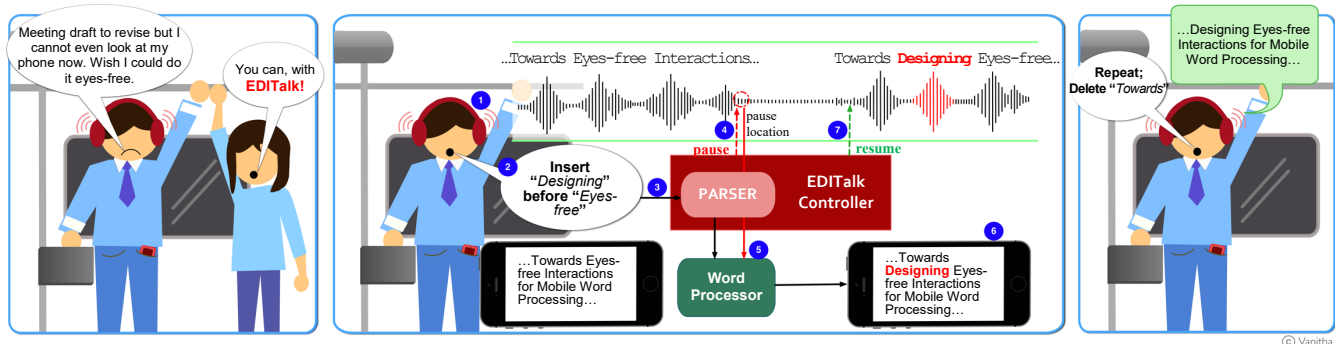 Meeting draft to revise but I
cannot even look at my
phone now. Wish I could do
it eyes-free.
You can, with
EDITalk!
...Towards Eyes-free Interactions...
Towards Designing Eyes-free...
1
2
Insert
“Designing”
before “Eyes-
free”
3
4
pause
location
pause
7
resume
PARSER
EDITalk
Controller
…Towards Eyes-
free Interactions
for Mobile Word
Processing…
5
Word
Processor
6
…Towards
Designing Eyes-
free Interactions
for Mobile Word
Processing…
Repeat;
Delete “Towards”
…Designing Eyes-free
Interactions for Mobile
Word Processing…
© Vanitha